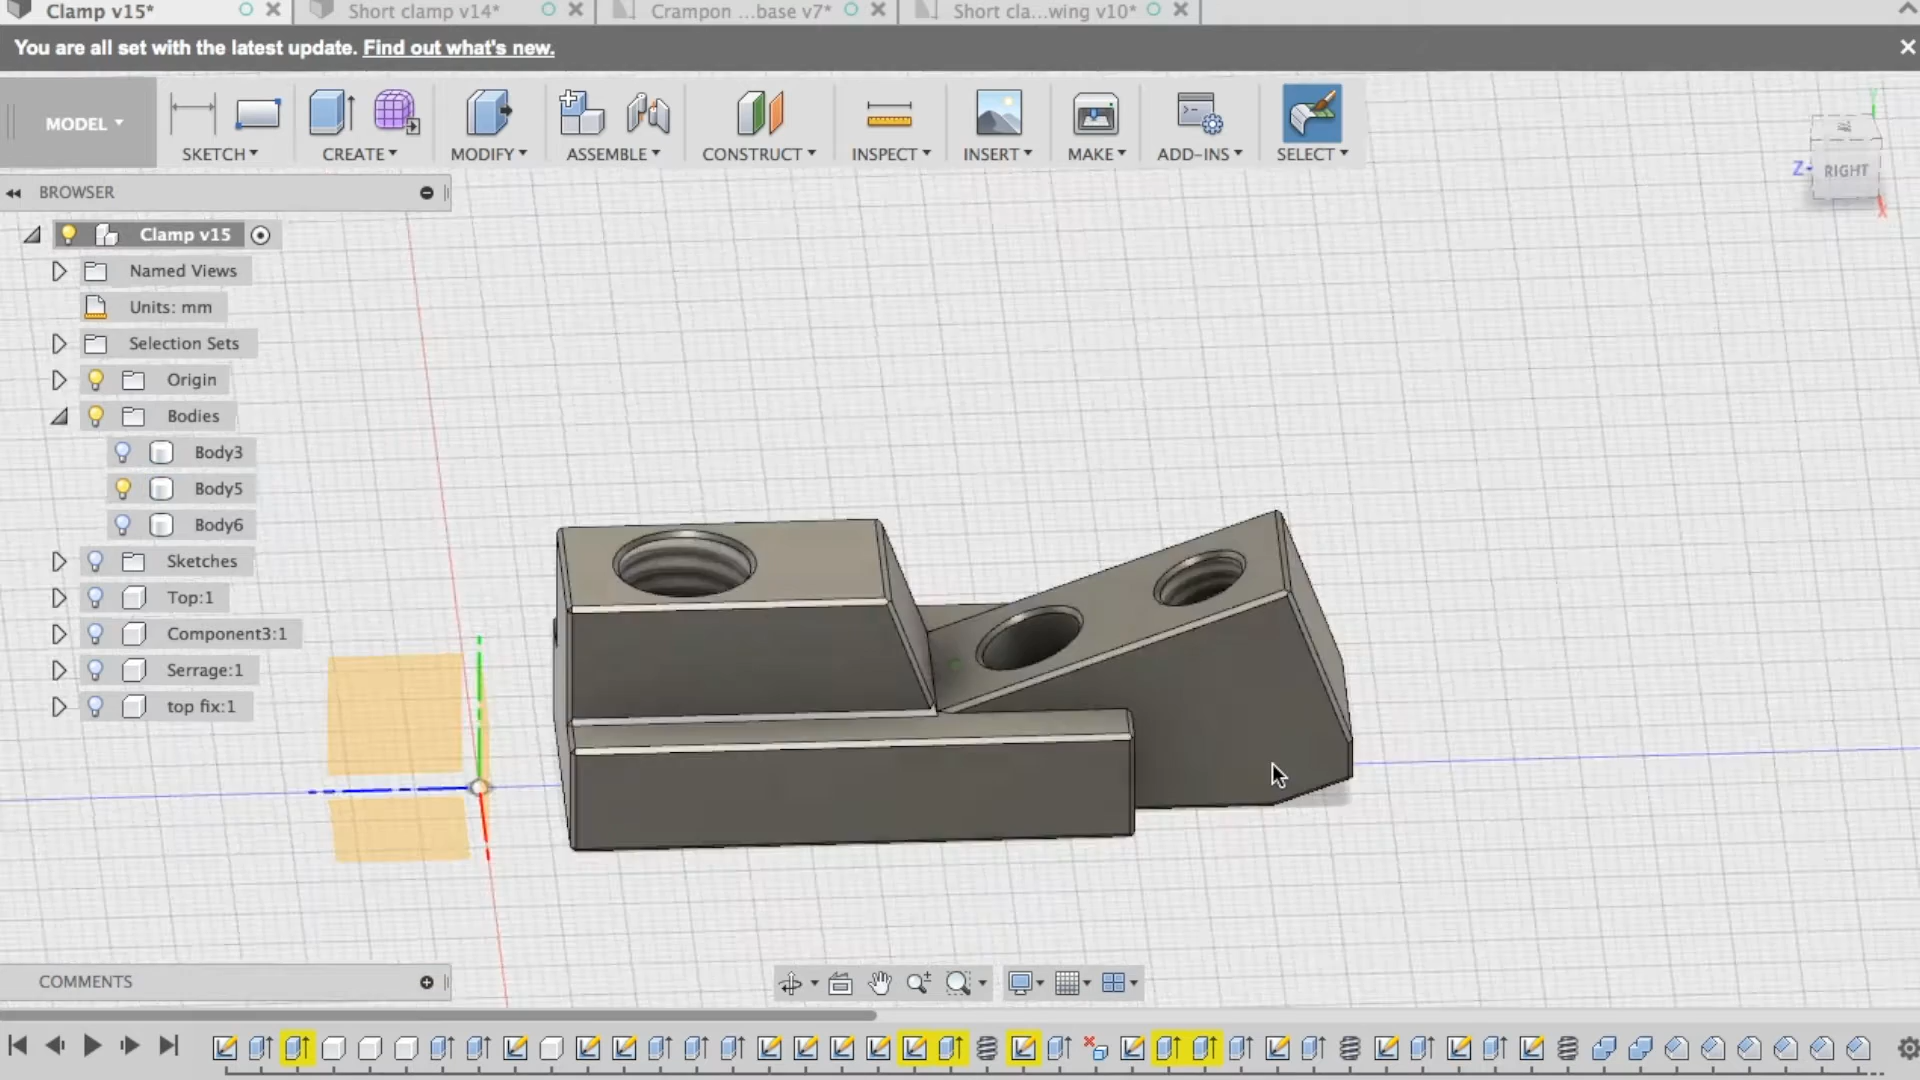 Clamp v15*
Short clamp v14*
Crampon ...base v7*
Short cla...wing v10*
You are all set with the latest update. Find out what's new.
MODEL
SKETCH
CREATE
MODIFY
ASSEMBLE
CONSTRUCT
INSPECT
INSERT
MAKE
ADD-INS
SELECT
Y
Z
RIGHT
X
BROWSER
Clamp v15
Named Views
Units: mm
Selection Sets
Origin
Bodies
Body3
Body5
Body6
Sketches
Top:1
Component3:1
Serrage:1
top fix:1
COMMENTS